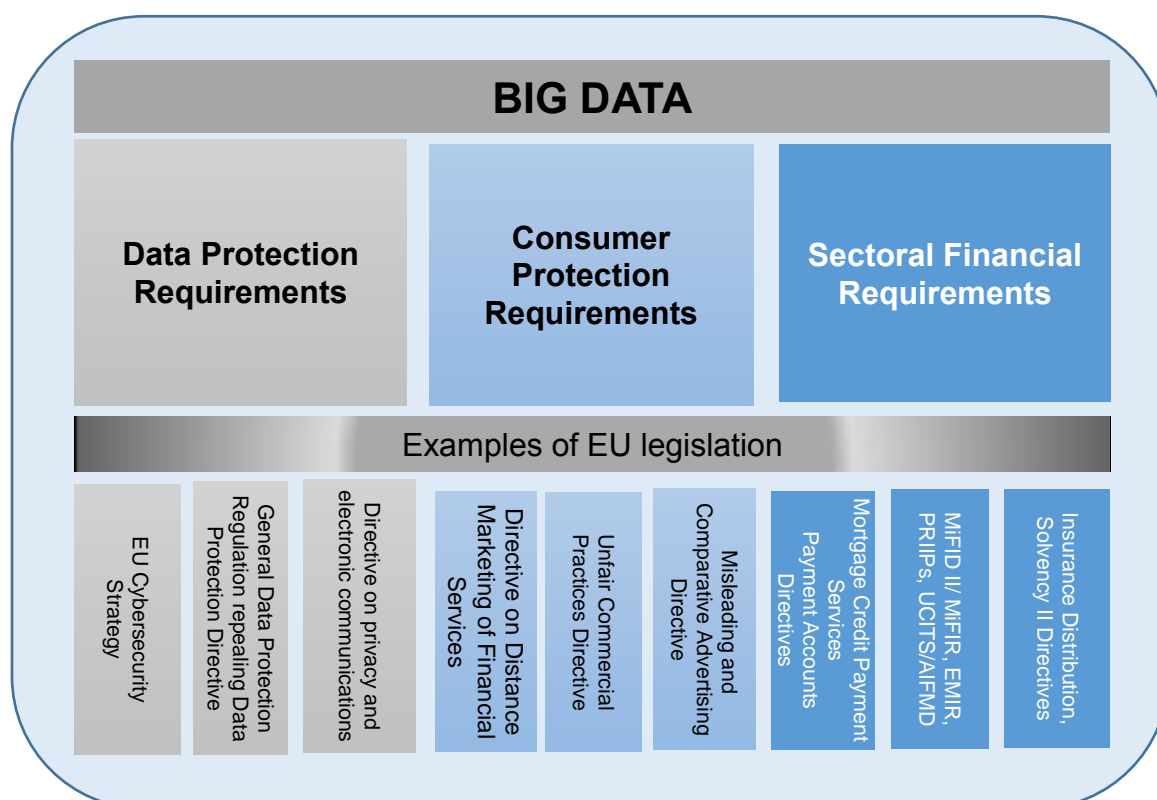 BIG DATA
Data Protection
Requirements
Consumer
Protection
Requirements
Sectoral Financial
Requirements
Examples of EU legislation
EU Cybersecurity
Strategy
General Data Protection
Regulation repealing Data
Protection Directive
Directive on privacy and
electronic communications
Directive on Distance
Marketing of Financial
Services
Unfair Commercial
Practices Directive
Misleading and
Comparative Advertising
Directive
Mortgage Credit Payment
Services
Payment Accounts
Directives
MiFID II/ MiFIR, EMIR,
PRIIPs, UCITS/AIFMD
Insurance Distribution,
Solvency II Directives